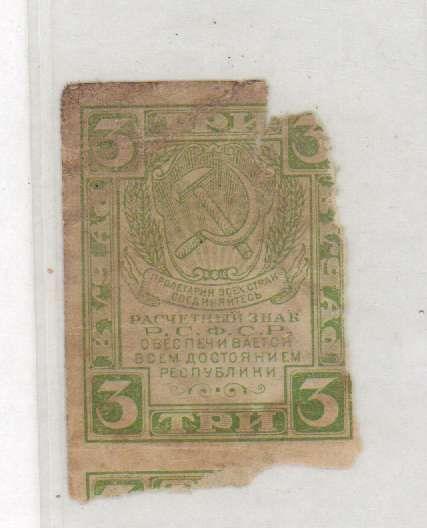 3 ТРИ 3
ПРОЛЕТАРИИ ВСЕХ СТРАН
СОЕДИНЯЙТЕСЬ
РАСЧЕТНЫЙ ЗНАК
Р.С.Ф.С.Р.
ОБЕСПЕЧИВАЕТСЯ
ВСЕМ ДОСТОЯНИЕМ
РЕСПУБЛИКИ
3 ТРИ 3